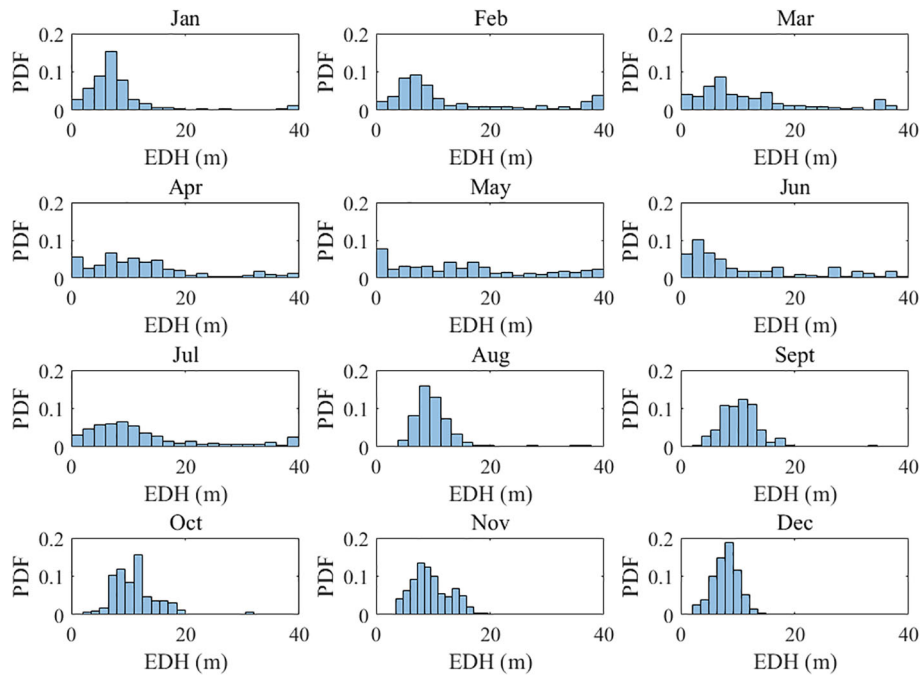 Jan Feb Mar
PDF 0.2 0.1 0 PDF 0.2 0.1 0 PDF 0.2 0.1 0
0 20 40 0 20 40 0 20 40
EDH (m) EDH (m) EDH (m)
Apr May Jun
PDF 0.2 0.1 0 PDF 0.2 0.1 0 PDF 0.2 0.1 0
0 20 40 0 20 40 0 20 40
EDH (m) EDH (m) EDH (m)
Jul Aug Sept
PDF 0.2 0.1 0 PDF 0.2 0.1 0 PDF 0.2 0.1 0
0 20 40 0 20 40 0 20 40
EDH (m) EDH (m) EDH (m)
Oct Nov Dec
PDF 0.2 0.1 0 PDF 0.2 0.1 0 PDF 0.2 0.1 0
0 20 40 0 20 40 0 20 40
EDH (m) EDH (m) EDH (m)